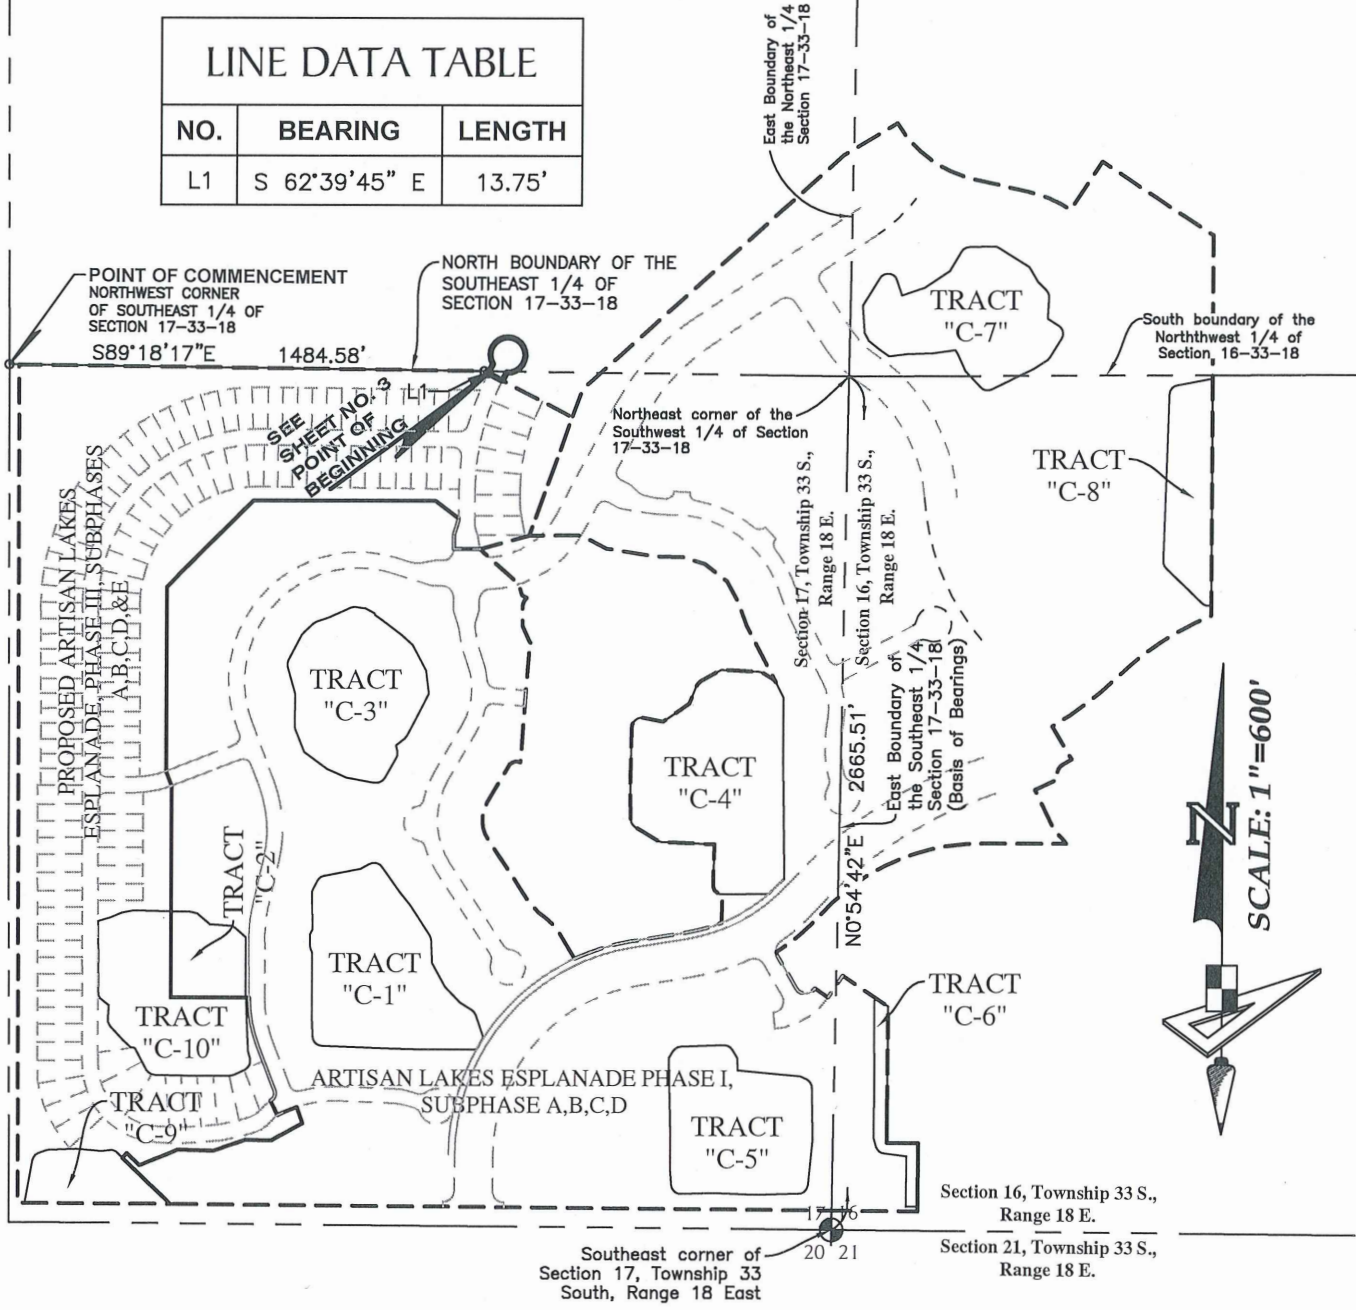 East Boundary of
the Northeast 1/4
Section 17-33-18
LINE DATA TABLE
NO. BEARING LENGTH
L1 S 62°39'45" E 13.75'
POINT OF COMMENCEMENT
NORTHWEST CORNER
OF SOUTHEAST 1/4 OF
SECTION 17-33-18
S89°18'17"E 1484.58'
NORTH BOUNDARY OF THE
SOUTHEAST 1/4 OF
SECTION 17-33-18
TRACT
"C-7"
South boundary of the
Norththwest 1/4 of
Section 16-33-18
L1
SEE
SHEET NO. 3
POINT OF
BEGINNING
Northeast corner of the
Southwest 1/4 of Section
17-33-18
TRACT
"C-8"
Section 17, Township 33 S.,
Range 18 E.
Section 16, Township 33 S.,
Range 18 E.
PROPOSED ARTISAN LAKES
ESPLANADE, PHASE III, SUBPHASES
A,B,C,D,&E
TRACT
"C-3"
TRACT
"C-4"
N0°54'42"E 2665.51'
East Boundary of
the Southeast 1/4
Section 17-33-18
(Basis of Bearings)
N
SCALE: 1"=600'
TRACT
"C-2"
TRACT
"C-1"
TRACT
"C-10"
TRACT
"C-6"
ARTISAN LAKES ESPLANADE PHASE I,
SUBPHASE A,B,C,D
TRACT
"C-9"
TRACT
"C-5"
17 16
20 21
Section 16, Township 33 S.,
Range 18 E.
Section 21, Township 33 S.,
Range 18 E.
Southeast corner of
Section 17, Township 33
South, Range 18 East